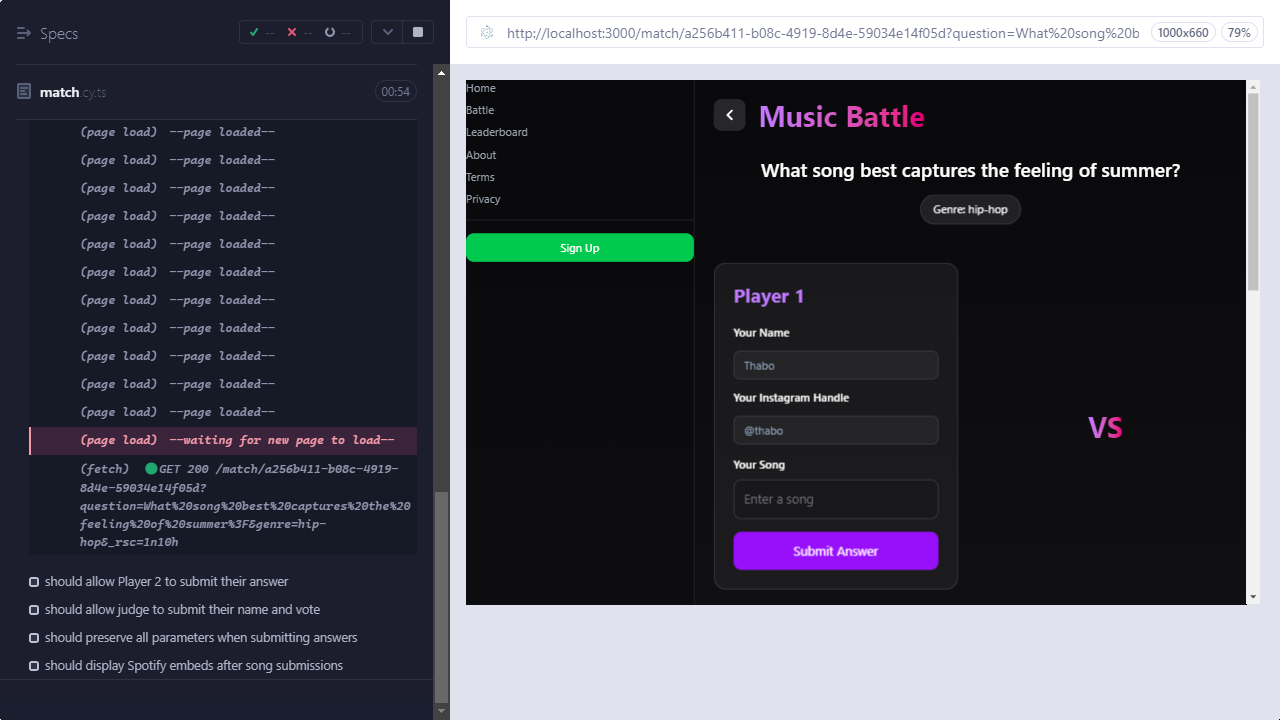 Specs
--
--
--
match.cy.ts
00:54
(page load) --page loaded--
(page load) --page loaded--
(page load) --page loaded--
(page load) --page loaded--
(page load) --page loaded--
(page load) --page loaded--
(page load) --page loaded--
(page load) --page loaded--
(page load) --page loaded--
(page load) --page loaded--
(page load) --page loaded--
(page load) --waiting for new page to load--
(fetch) GET 200 /match/a256b411-b08c-4919-
8d4e-59034e14f05d?
question=What%20song%20best%20captures%20the%20
feeling%20of%20summer%3F&genre=hip-
hop&_rsc=1n10h
should allow Player 2 to submit their answer
should allow judge to submit their name and vote
should preserve all parameters when submitting answers
should display Spotify embeds after song submissions
http://localhost:3000/match/a256b411-b08c-4919-8d4e-59034e14f05d?question=What%20song%20b
1000x660
79%
Home
Battle
Leaderboard
About
Terms
Privacy
Sign Up
Music Battle
What song best captures the feeling of summer?
Genre: hip-hop
Player 1
Your Name
Thabo
Your Instagram Handle
@thabo
Your Song
Enter a song
Submit Answer
VS